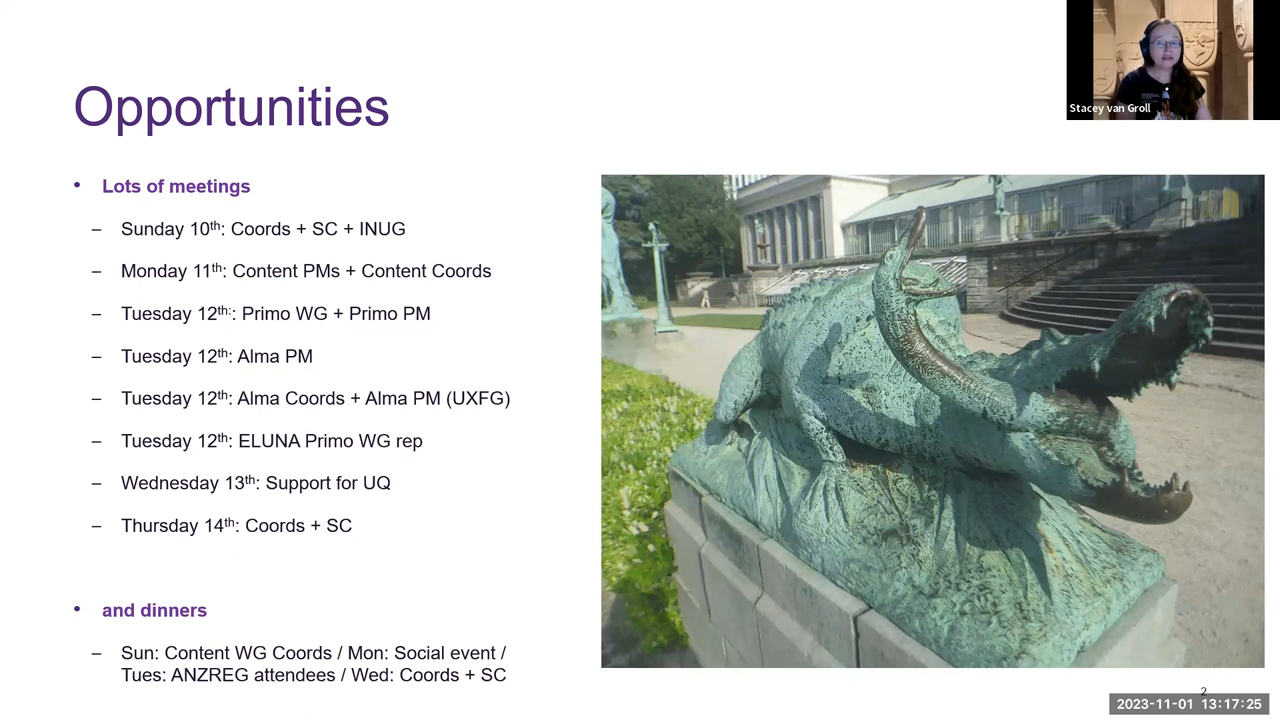 Stacey van Groll
Opportunities
• Lots of meetings
– Sunday 10th: Coords + SC + INUG
– Monday 11th: Content PMs + Content Coords
– Tuesday 12th:: Primo WG + Primo PM
– Tuesday 12th: Alma PM
– Tuesday 12th: Alma Coords + Alma PM (UXFG)
– Tuesday 12th: ELUNA Primo WG rep
– Wednesday 13th: Support for UQ
– Thursday 14th: Coords + SC
• and dinners
– Sun: Content WG Coords / Mon: Social event /
Tues: ANZREG attendees / Wed: Coords + SC
2
2023-11-01 13:17:25